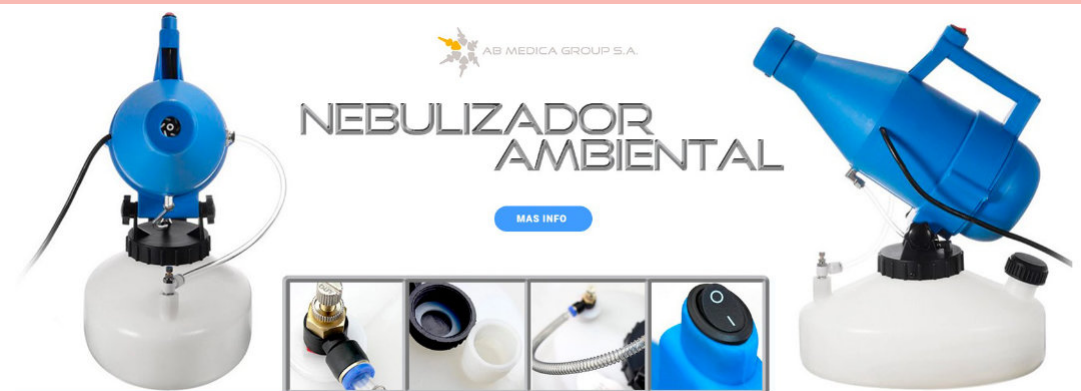 AB MEDICA GROUP S.A.
NEBULIZADOR
AMBIENTAL
MAS INFO